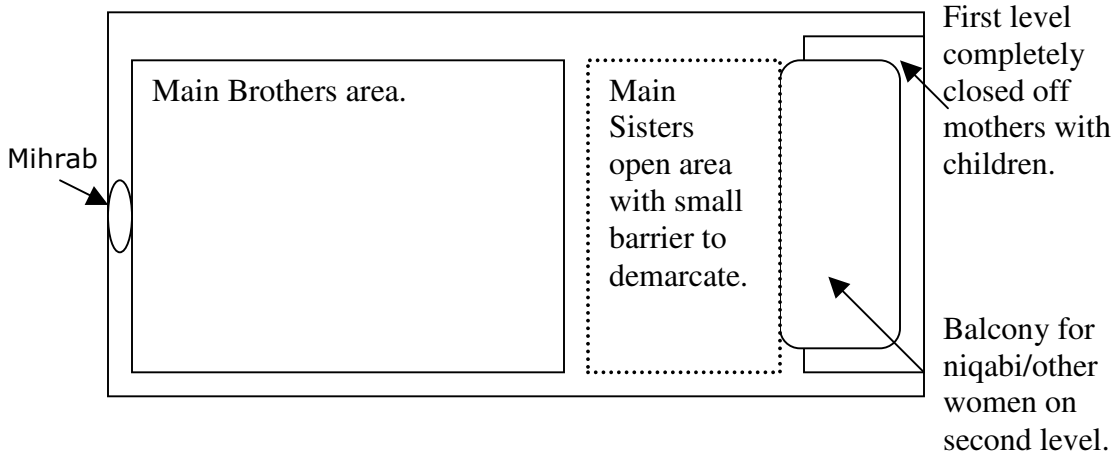 Mihrab
Main Brothers area.
Main
Sisters
open area
with small
barrier to
demarcate.
First level
completely
closed off
mothers with
children.
Balcony for
niqabi/other
women on
second level.